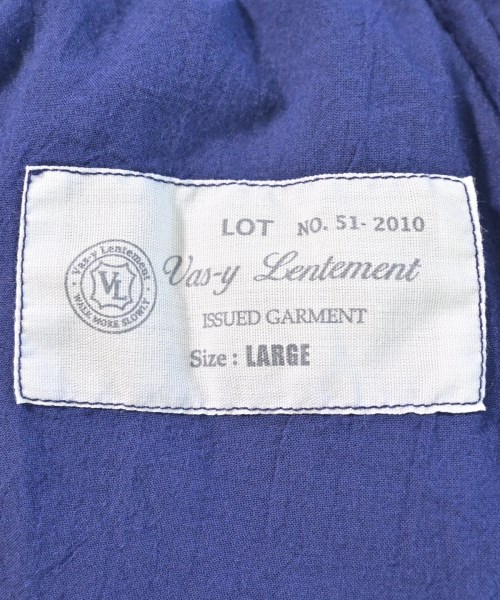 LOT NO. 51-2010
Vas-y Lentement
VL
WALK MORE SLOWLY
Vas-y Lentement
ISSUED GARMENT
Size : LARGE